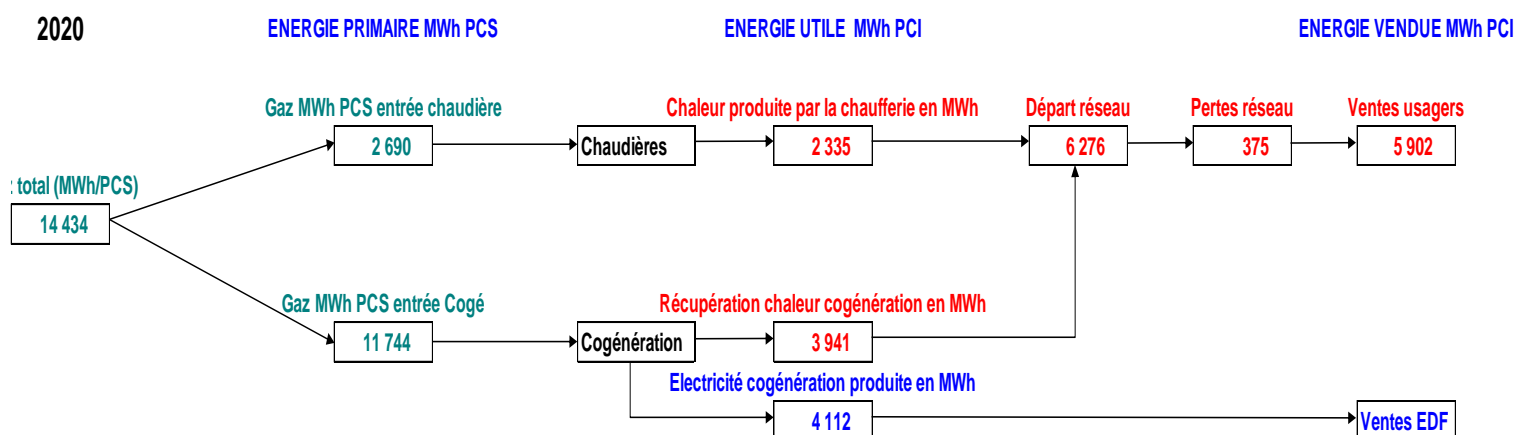 2020 ENERGIE PRIMAIRE MWh PCS ENERGIE UTILE MWh PCI ENERGIE VENDUE MWh PCI
Gaz MWh PCS entrée chaudière Chaleur produite par la chaufferie en MWh Départ réseau Pertes réseau Ventes usagers
2 690 Chaudières 2 335 6 276 375 5 902
total (MWh/PCS)
14 434
Gaz MWh PCS entrée Cogé Récupération chaleur cogénération en MWh
11 744 Cogénération 3 941
Electricité cogénération produite en MWh
4 112 Ventes EDF